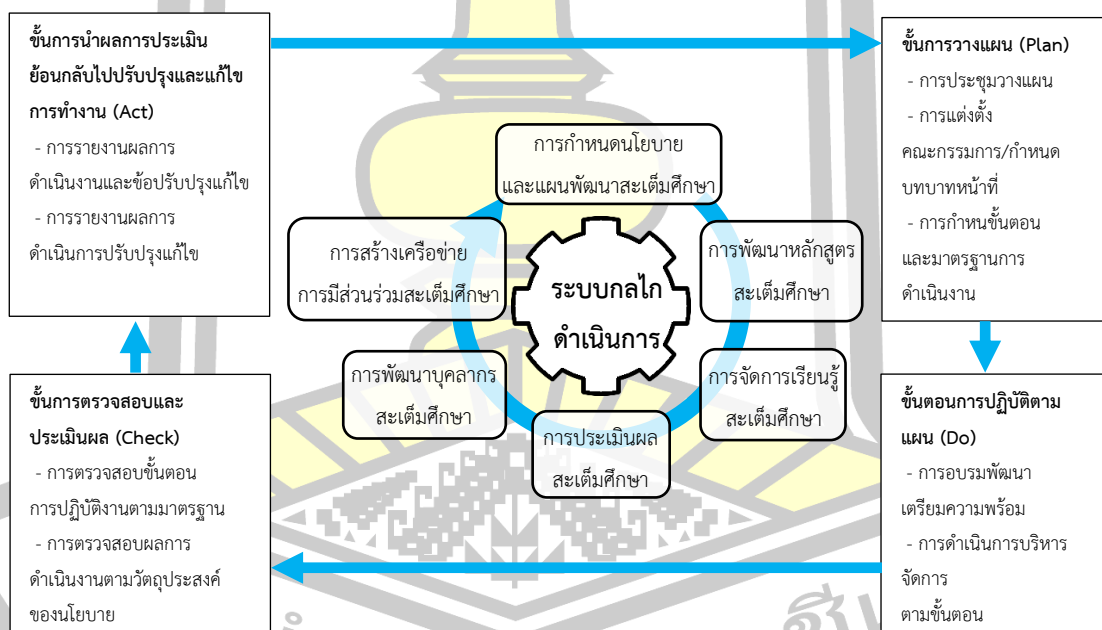 ขั้นการนำผลการประเมิน
ย้อนกลับไปปรับปรุงและแก้ไข
การทำงาน (Act)
- การรายงานผลการ
ดำเนินงานและข้อปรับปรุงแก้ไข
- การรายงานผลการ
ดำเนินการปรับปรุงแก้ไข
ขั้นการวางแผน (Plan)
- การประชุมวางแผน
- การแต่งตั้ง
คณะกรรมการ/กำหนด
บทบาทหน้าที่
- การกำหนขั้นตอน
และมาตรฐานการ
ดำเนินงาน
การกำหนดนโยบาย
และแผนพัฒนาสะเต็มศึกษา
การสร้างเครือข่าย
การมีส่วนร่วมสะเต็มศึกษา
ระบบกลไก
ดำเนินการ
การพัฒนาหลักสูตร
สะเต็มศึกษา
การพัฒนาบุคลากร
สะเต็มศึกษา
การจัดการเรียนรู้
สะเต็มศึกษา
การประเมินผล
สะเต็มศึกษา
ขั้นการตรวจสอบและ
ประเมินผล (Check)
- การตรวจสอบขั้นตอน
การปฏิบัติงานตามมาตรฐาน
- การตรวจสอบผลการ
ดำเนินงานตามวัตถุประสงค์
ของนโยบาย
ขั้นตอนการปฏิบัติตาม
แผน (Do)
- การอบรมพัฒนา
เตรียมความพร้อม
- การดำเนินการบริหาร
จัดการ
ตามขั้นตอน